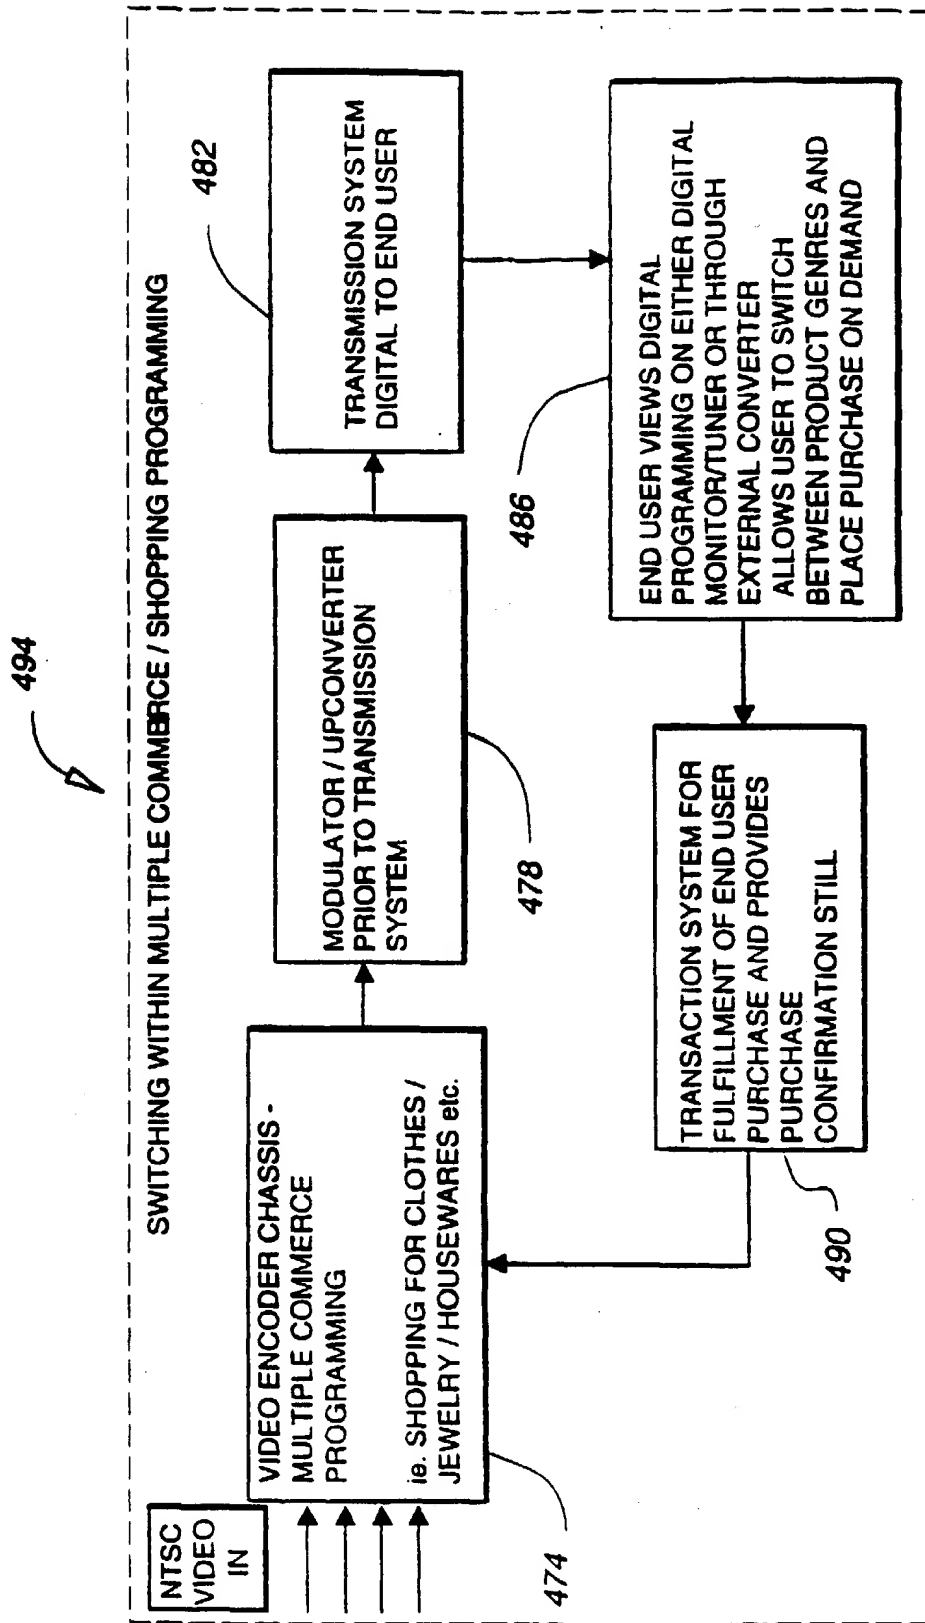 494
SWITCHING WITHIN MULTIPLE COMMERCE / SHOPPING PROGRAMMING
NTSC
VIDEO
IN
VIDEO ENCODER CHASSIS -
MULTIPLE COMMERCE
PROGRAMMING
ie. SHOPPING FOR CLOTHES /
JEWELRY / HOUSEWARES etc.
474
MODULATOR / UPCONVERTER
PRIOR TO TRANSMISSION
SYSTEM
478
TRANSMISSION SYSTEM
DIGITAL TO END USER
482
END USER VIEWS DIGITAL
PROGRAMMING ON EITHER DIGITAL
MONITOR/TUNER OR THROUGH
EXTERNAL CONVERTER
ALLOWS USER TO SWITCH
BETWEEN PRODUCT GENRES AND
PLACE PURCHASE ON DEMAND
486
TRANSACTION SYSTEM FOR
FULFILLMENT OF END USER
PURCHASE AND PROVIDES
PURCHASE
CONFIRMATION STILL
490